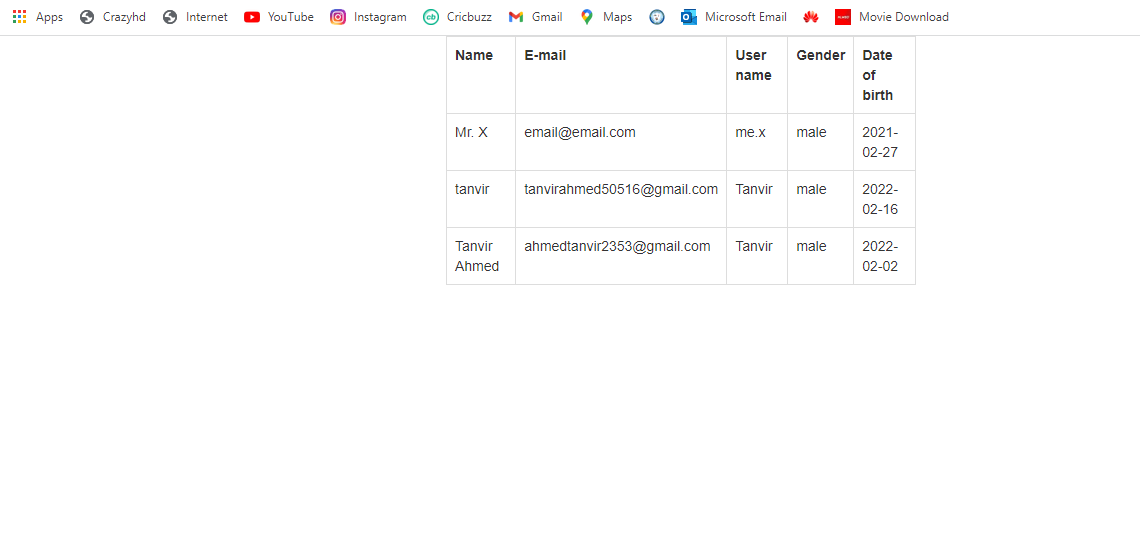 Apps Crazyhd Internet YouTube Instagram cb Cricbuzz Gmail Maps Microsoft Email Movie Download
Name E-mail User name Gender Date of birth
Mr. X email@email.com me.x male 2021-02-27
tanvir tanvirahmed50516@gmail.com Tanvir male 2022-02-16
Tanvir Ahmed ahmedtanvir2353@gmail.com Tanvir male 2022-02-02